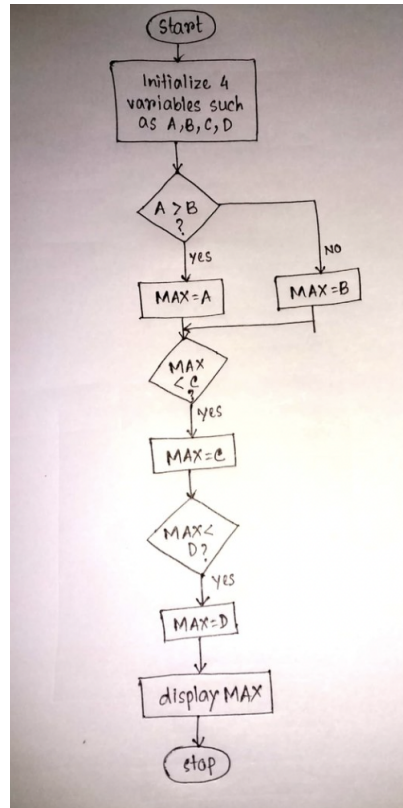 Start
Initialize 4
variables such
as A,B,C,D
A > B
?
yes
NO
MAX=A
MAX=B
MAX
< C
?
yes
MAX=C
MAX<
D?
yes
MAX=D
display MAX
stop